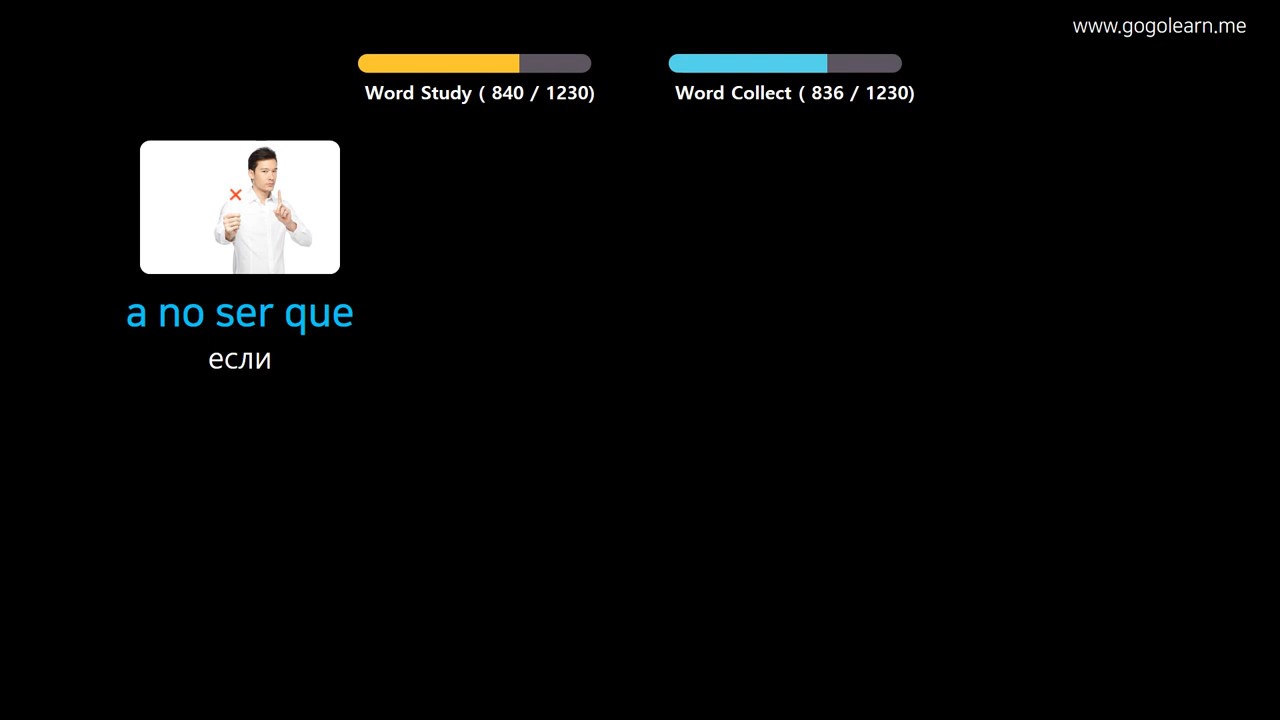 www.gogolearn.me
Word Study ( 840 / 1230)
Word Collect ( 836 / 1230)
a no ser que
если